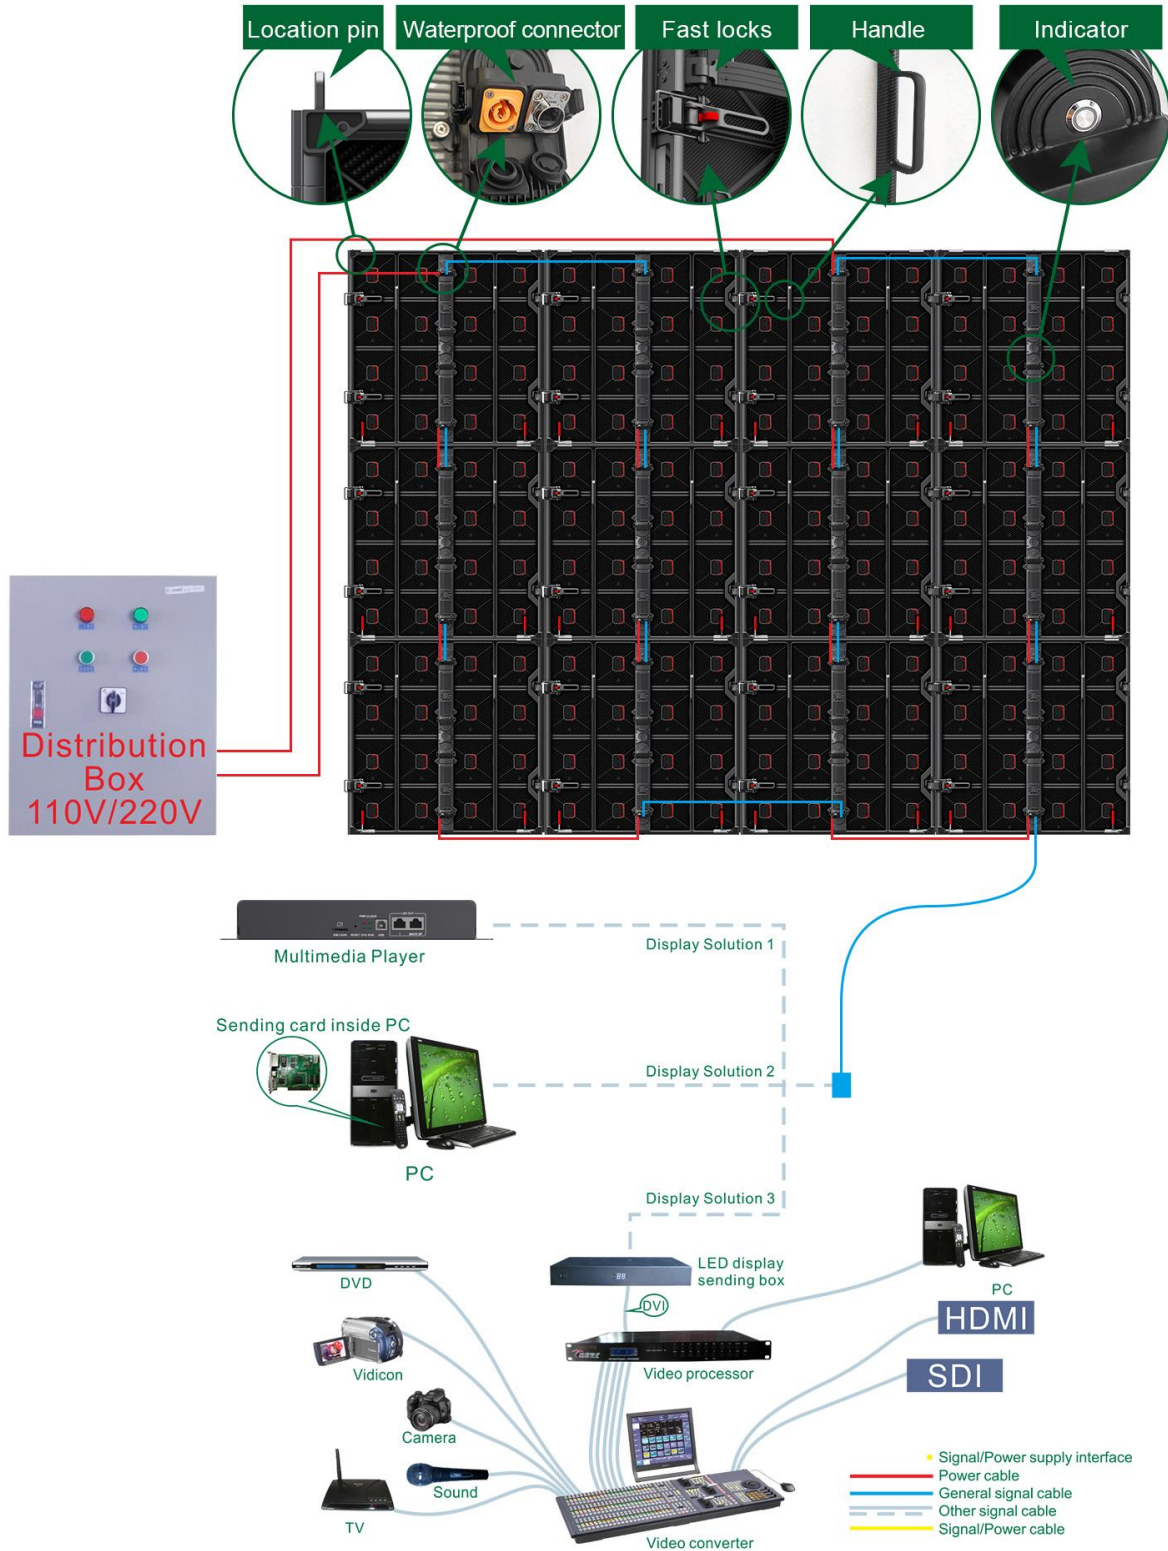 Location pin
Waterproof connector
Fast locks
Handle
Indicator
Distribution
Box
110V/220V
Multimedia Player
Display Solution 1
Sending card inside PC
Display Solution 2
PC
Display Solution 3
LED display
sending box
DVD
DVI
PC
HDMI
Vidicon
Video processor
SDI
Camera
Sound
TV
Video converter
Signal/Power supply interface
Power cable
General signal cable
Other signal cable
Signal/Power cable